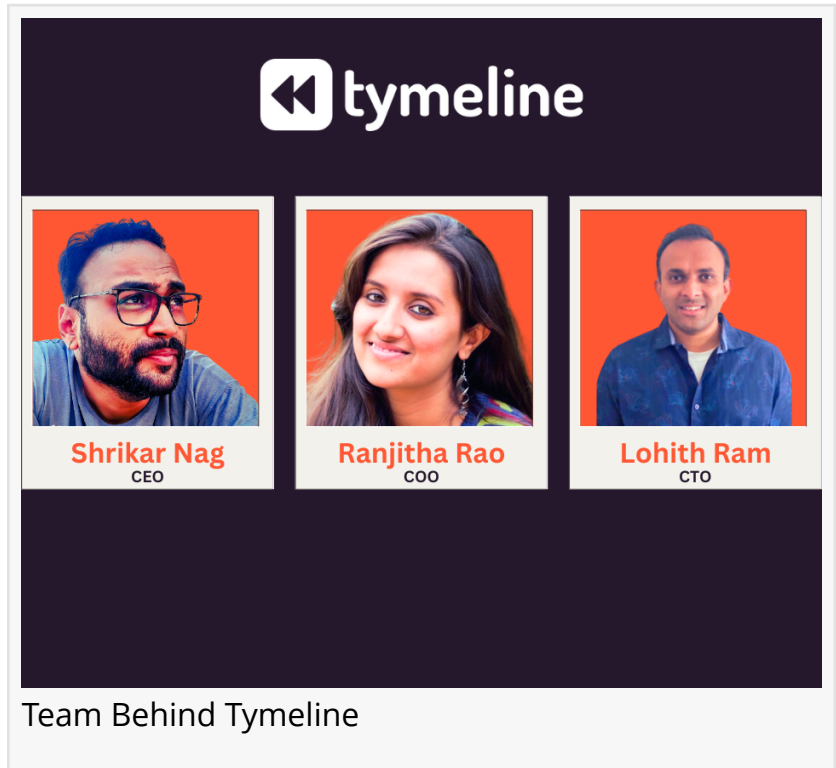 tymeline
Shrikar Nag
CEO
Ranjitha Rao
COO
Lohith Ram
CTO
Team Behind Tymeline